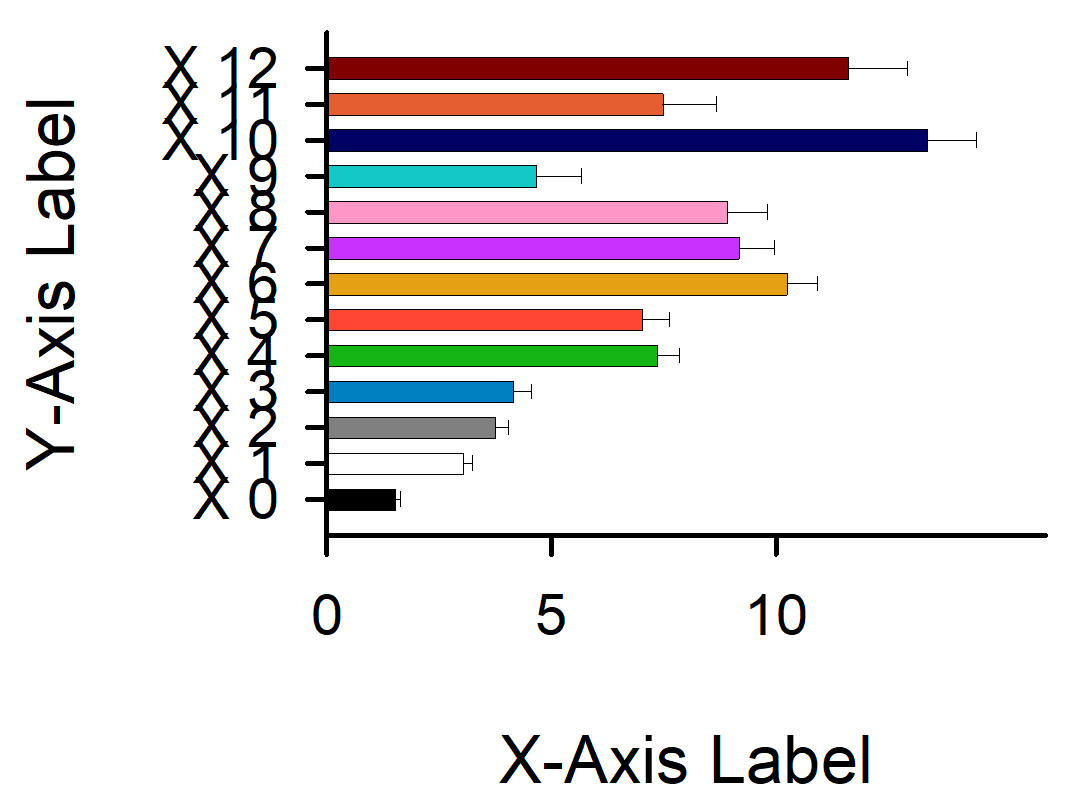 Y-Axis Label
X 12
X 11
X 10
X 9
X 8
X 7
X 6
X 5
X 4
X 3
X 2
X 1
X 0
0 5 10
X-Axis Label